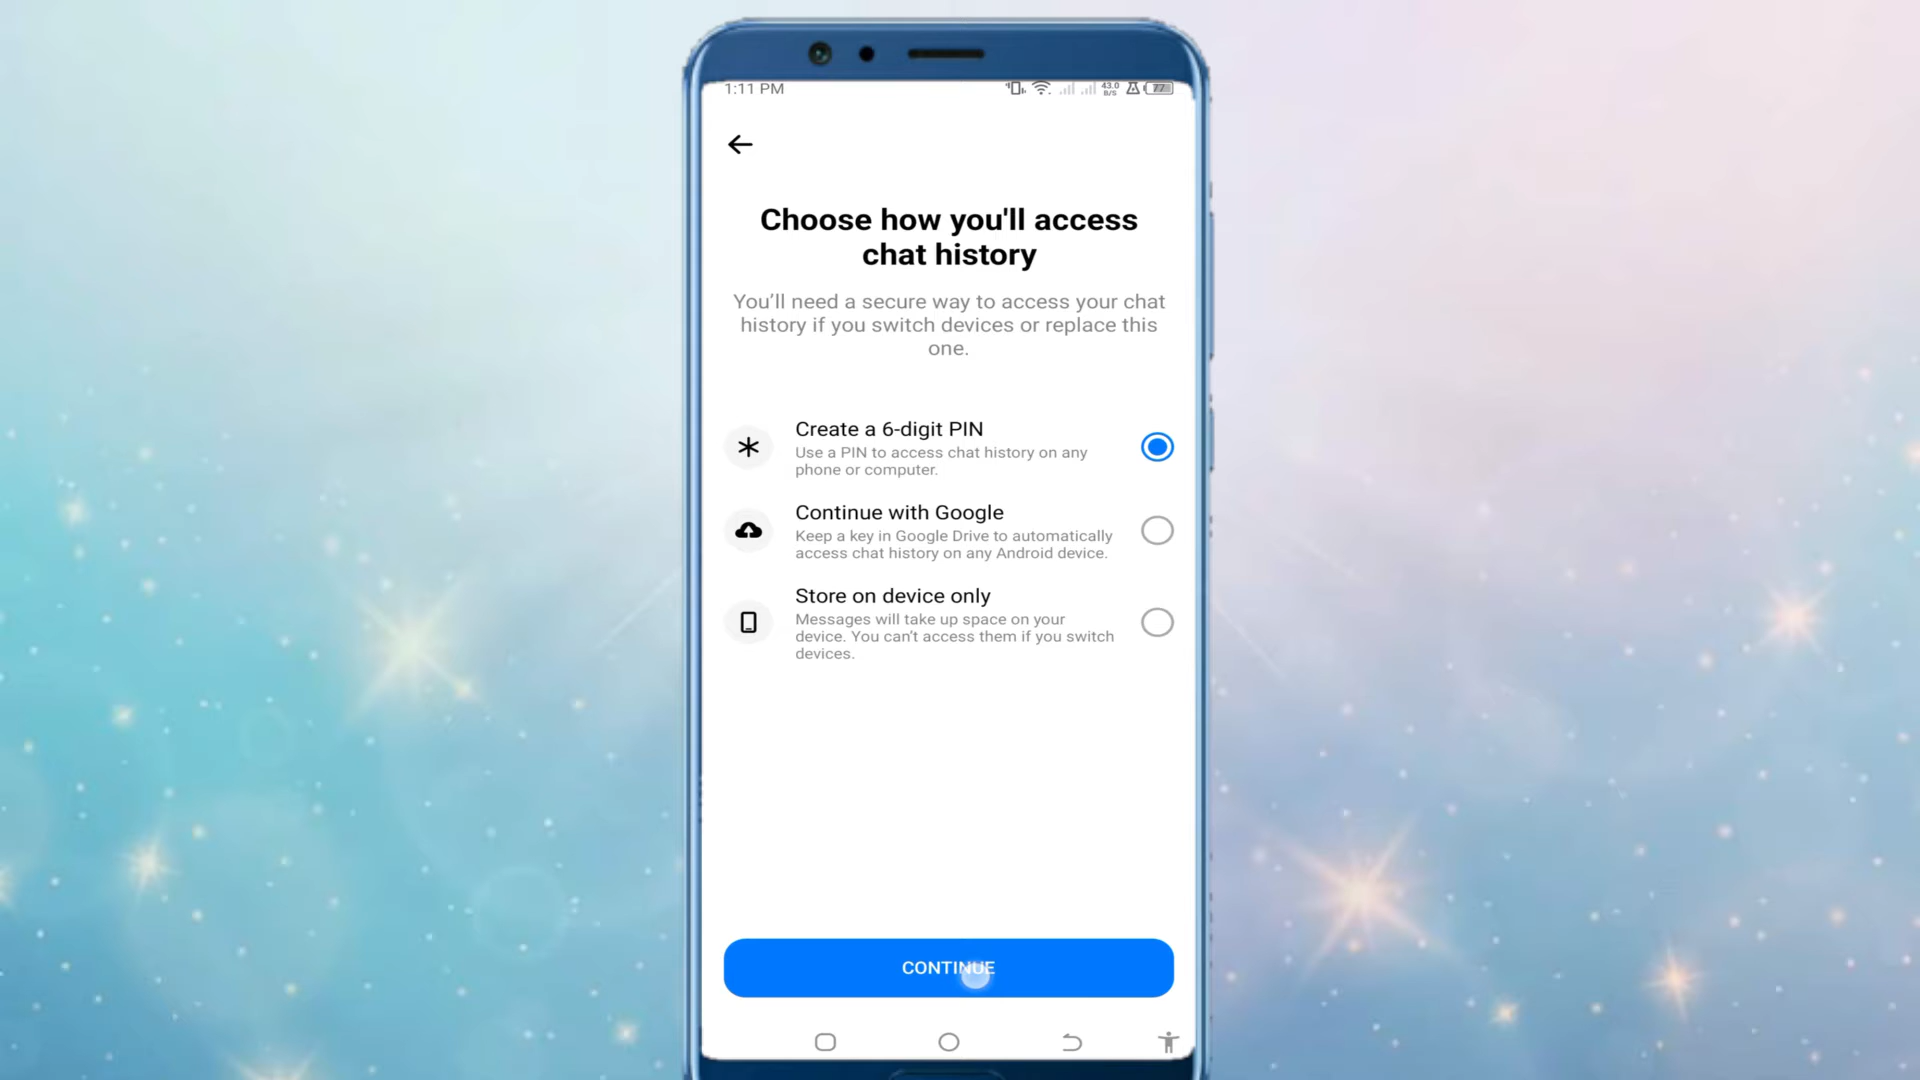 1:11 PM
43.0
B/S
77
Choose how you'll access
chat history
You'll need a secure way to access your chat
history if you switch devices or replace this
one.
Create a 6-digit PIN
Use a PIN to access chat history on any
phone or computer.
Continue with Google
Keep a key in Google Drive to automatically
access chat history on any Android device.
Store on device only
Messages will take up space on your
device. You can't access them if you switch
devices.
CONTINUE